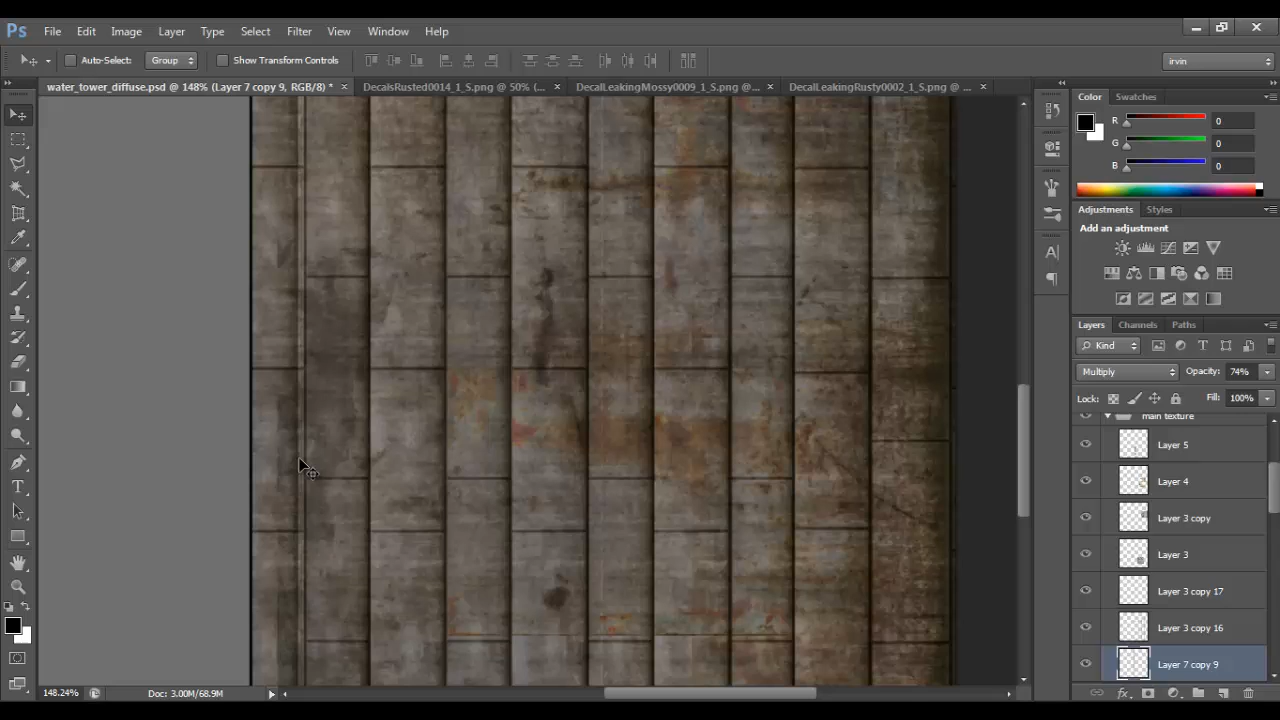 Ps File Edit Image Layer Type Select Filter View Window Help
Auto-Select: Group Show Transform Controls irvin
water_tower_diffuse.psd @ 148% (Layer 7 copy 9, RGB/8) * DecalsRusted0014_1_S.png @ 50% (... DecalLeakingMossy0009_1_S.png @... DecalLeakingRusty0002_1_S.png @ ...
Color Swatches
R 0
G 0
B 0
Adjustments Styles
Add an adjustment
Layers Channels Paths
Kind
Multiply Opacity: 74%
Lock: Fill: 100%
main texture
Layer 5
Layer 4
Layer 3 copy
Layer 3
Layer 3 copy 17
Layer 3 copy 16
Layer 7 copy 9
148.24% Doc: 3.00M/68.9M